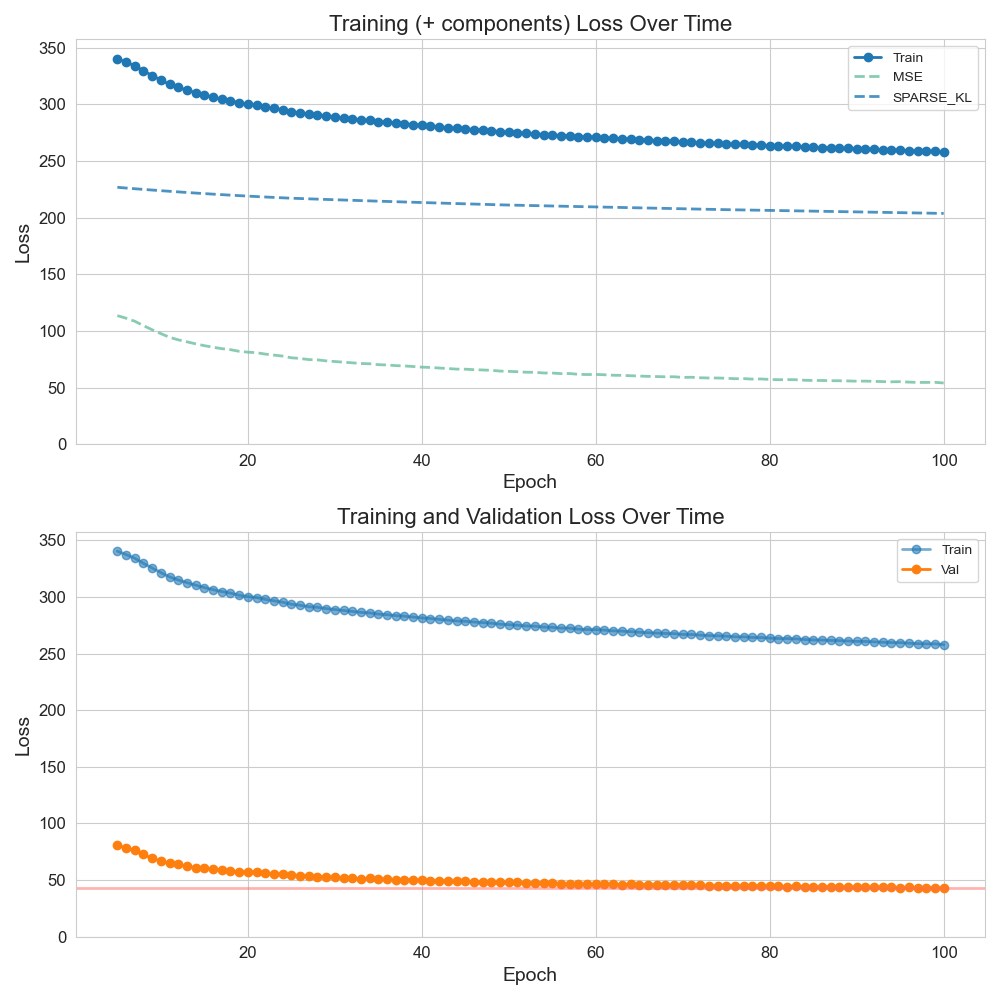 Training (+ components) Loss Over Time
350
300
250
200
150
100
50
0
Loss
Train
MSE
SPARSE_KL
20 40 60 80 100
Epoch
Training and Validation Loss Over Time
350
300
250
200
150
100
50
0
Loss
Train
Val
20 40 60 80 100
Epoch